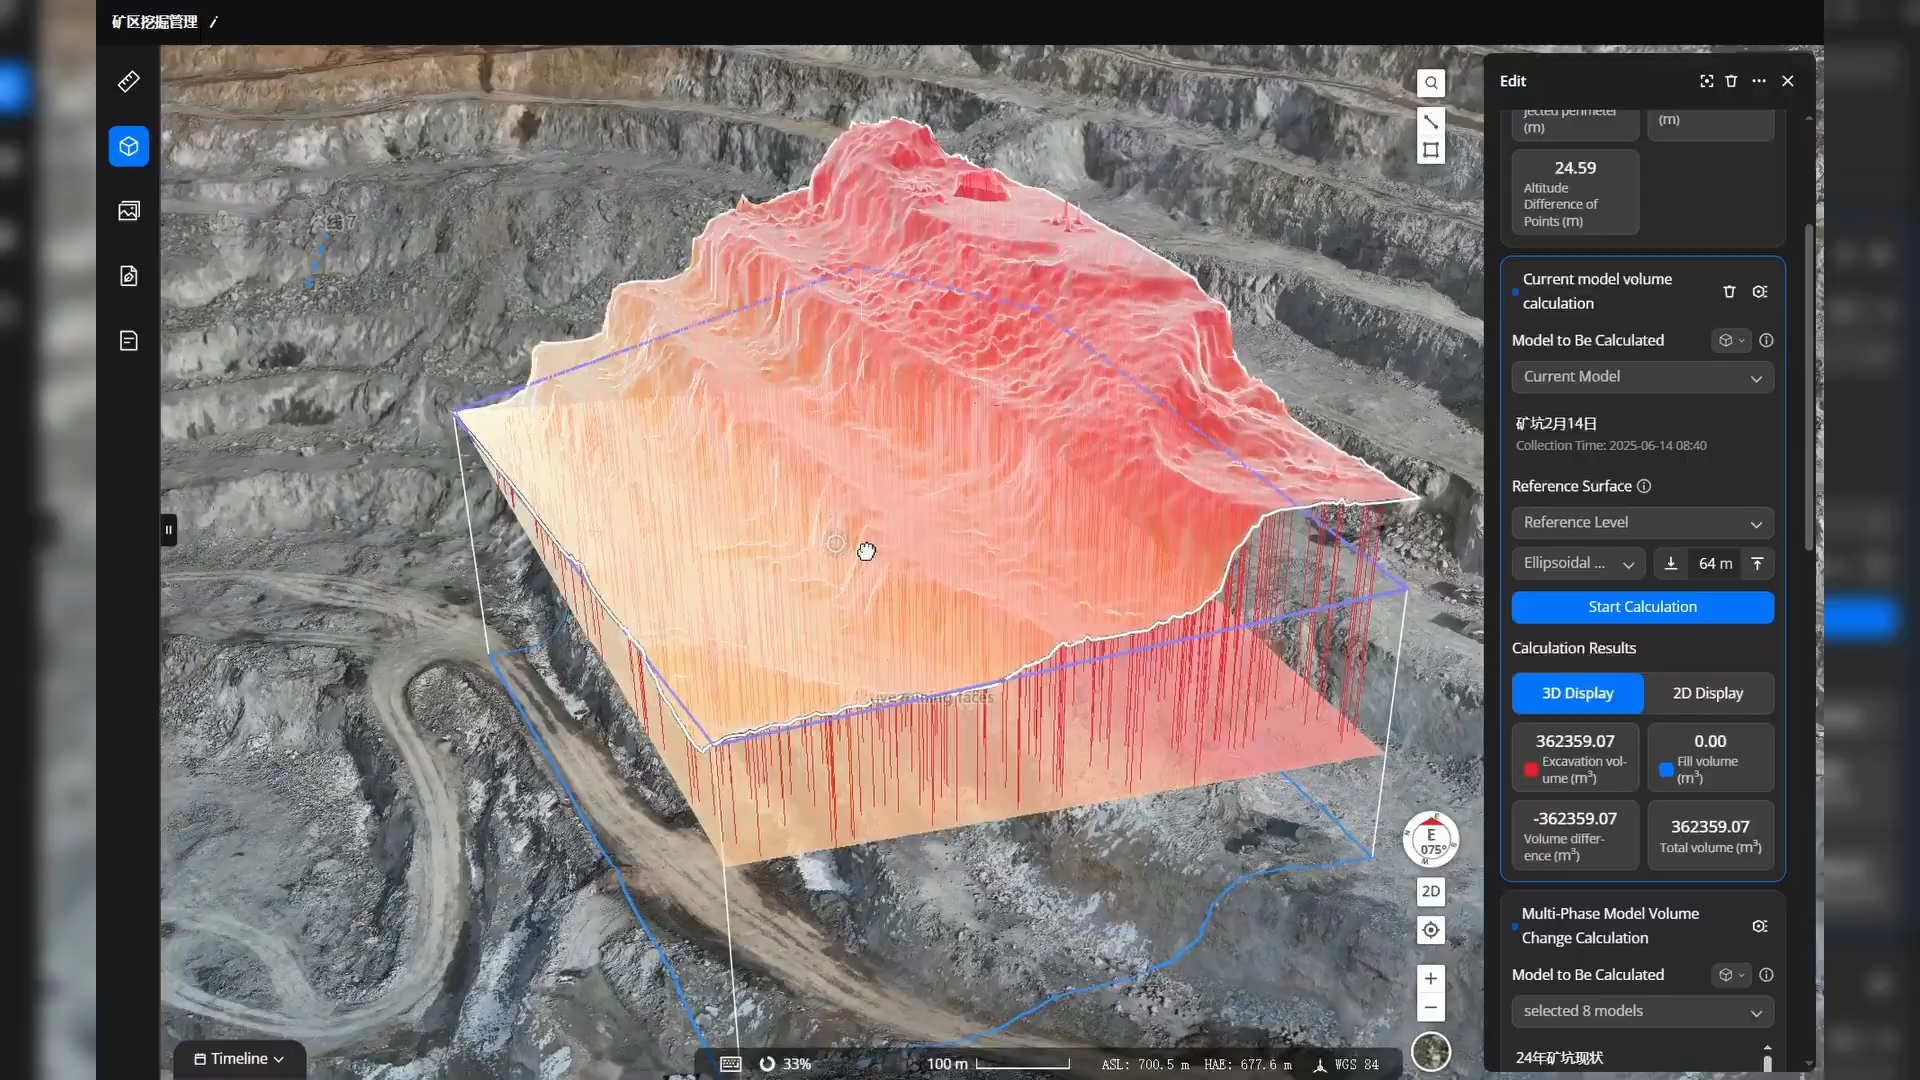 矿区挖掘管理
Edit
jected perimeter
(m)
(m)
24.59
Altitude
Difference of
Points (m)
Current model volume
calculation
Model to Be Calculated
Current Model
矿坑2月14日
Collection Time: 2025-06-14 08:40
Reference Surface
Reference Level
Ellipsoidal ...
64 m
Start Calculation
Calculation Results
3D Display
2D Display
362359.07
Excavation vol-
ume (m³)
0.00
Fill volume
(m³)
-362359.07
Volume differ-
ence (m³)
362359.07
Total volume (m³)
Multi-Phase Model Volume
Change Calculation
Model to Be Calculated
selected 8 models
24年矿坑现状
E
075°
2D
Timeline
33%
100 m
ASL: 700.5 m
HAE: 677.6 m
WGS 84